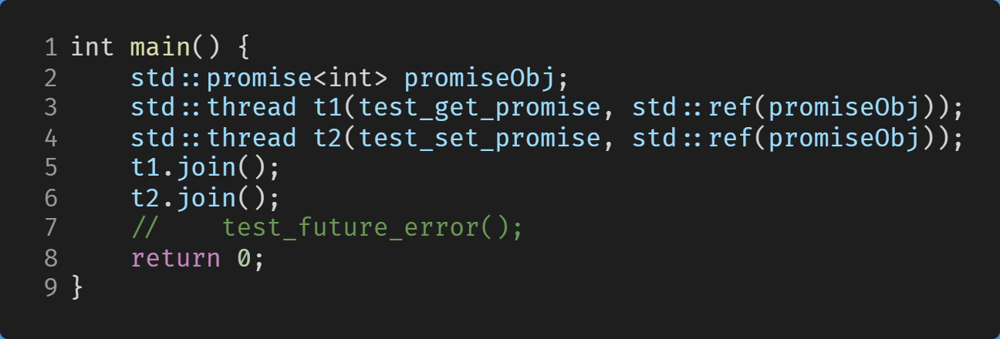 1 int main() {
2     std::promise<int> promiseObj;
3     std::thread t1(test_get_promise, std::ref(promiseObj));
4     std::thread t2(test_set_promise, std::ref(promiseObj));
5     t1.join();
6     t2.join();
7     //    test_future_error();
8     return 0;
9 }